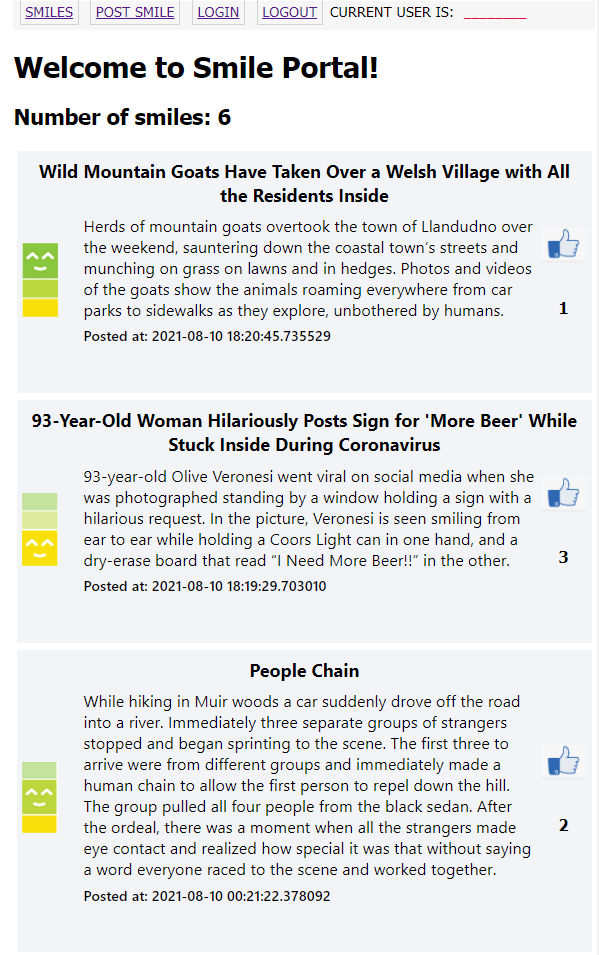 SMILES POST SMILE LOGIN LOGOUT CURRENT USER IS: ________
Welcome to Smile Portal!
Number of smiles: 6
Wild Mountain Goats Have Taken Over a Welsh Village with All
the Residents Inside
Herds of mountain goats overtook the town of Llandudno over
the weekend, sauntering down the coastal town’s streets and
munching on grass on lawns and in hedges. Photos and videos
of the goats show the animals roaming everywhere from car
parks to sidewalks as they explore, unbothered by humans.
1
Posted at: 2021-08-10 18:20:45.735529
93-Year-Old Woman Hilariously Posts Sign for 'More Beer' While
Stuck Inside During Coronavirus
93-year-old Olive Veronesi went viral on social media when she
was photographed standing by a window holding a sign with a
hilarious request. In the picture, Veronesi is seen smiling from
ear to ear while holding a Coors Light can in one hand, and a
dry-erase board that read “I Need More Beer!!” in the other.
3
Posted at: 2021-08-10 18:19:29.703010
People Chain
While hiking in Muir woods a car suddenly drove off the road
into a river. Immediately three separate groups of strangers
stopped and began sprinting to the scene. The first three to
arrive were from different groups and immediately made a
human chain to allow the first person to repel down the hill.
The group pulled all four people from the black sedan. After
the ordeal, there was a moment when all the strangers made
2
eye contact and realized how special it was that without saying
a word everyone raced to the scene and worked together.
Posted at: 2021-08-10 00:21:22.378092